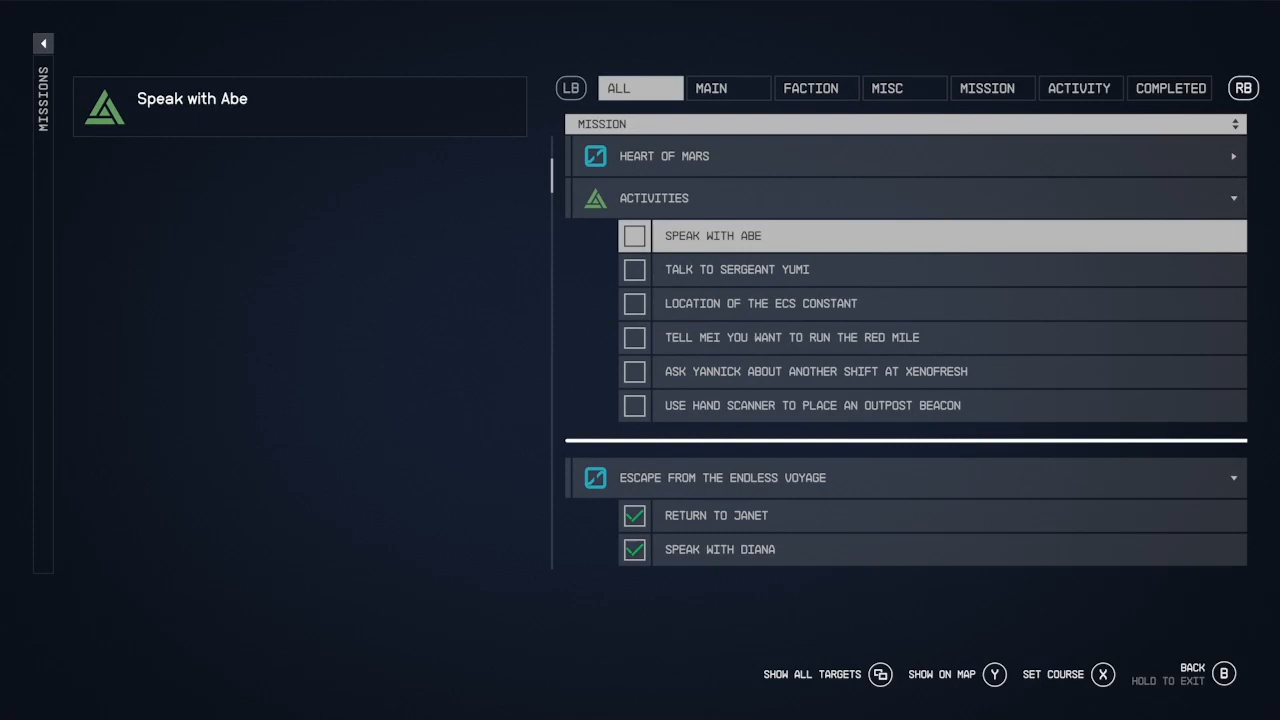 MISSIONS
Speak with Abe
LB ALL MAIN FACTION MISC MISSION ACTIVITY COMPLETED RB
MISSION
HEART OF MARS
ACTIVITIES
SPEAK WITH ABE
TALK TO SERGEANT YUMI
LOCATION OF THE ECS CONSTANT
TELL MEI YOU WANT TO RUN THE RED MILE
ASK YANNICK ABOUT ANOTHER SHIFT AT XENOFRESH
USE HAND SCANNER TO PLACE AN OUTPOST BEACON
ESCAPE FROM THE ENDLESS VOYAGE
RETURN TO JANET
SPEAK WITH DIANA
SHOW ALL TARGETS SHOW ON MAP Y SET COURSE X BACK B
HOLD TO EXIT